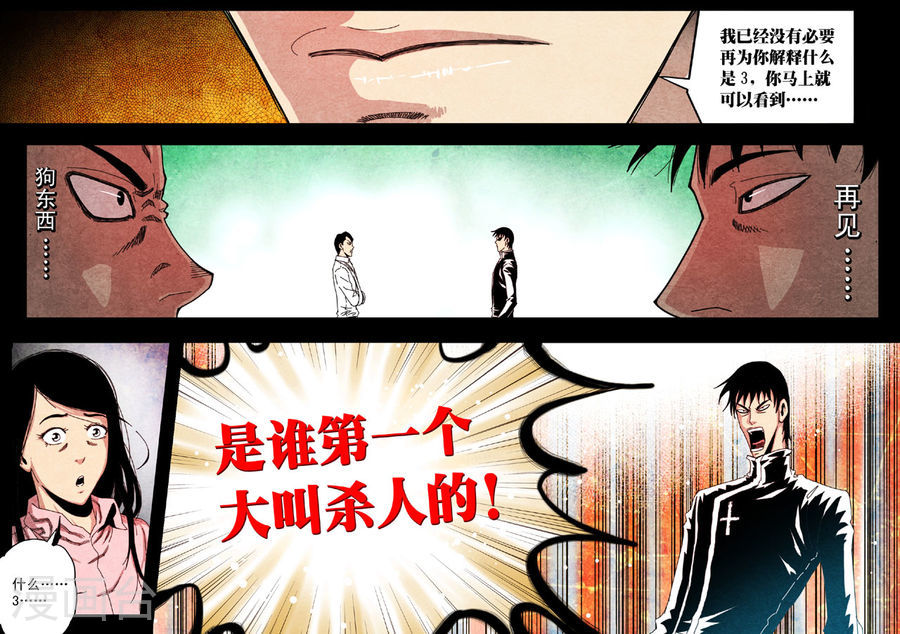 我已经没有必要
再为你解释什么
是3，你马上就
可以看到……
狗东西……
再见……
是谁第一个
大叫杀人的！
什么……
3……
漫画台